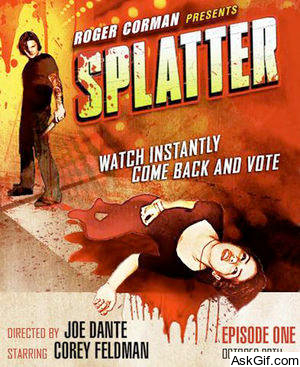 ROGER CORMAN PRESENTS
SPLATTER
WATCH INSTANTLY
COME BACK AND VOTE
DIRECTED BY JOE DANTE
STARRING COREY FELDMAN
EPISODE ONE
OCTOBER
AskGif.com